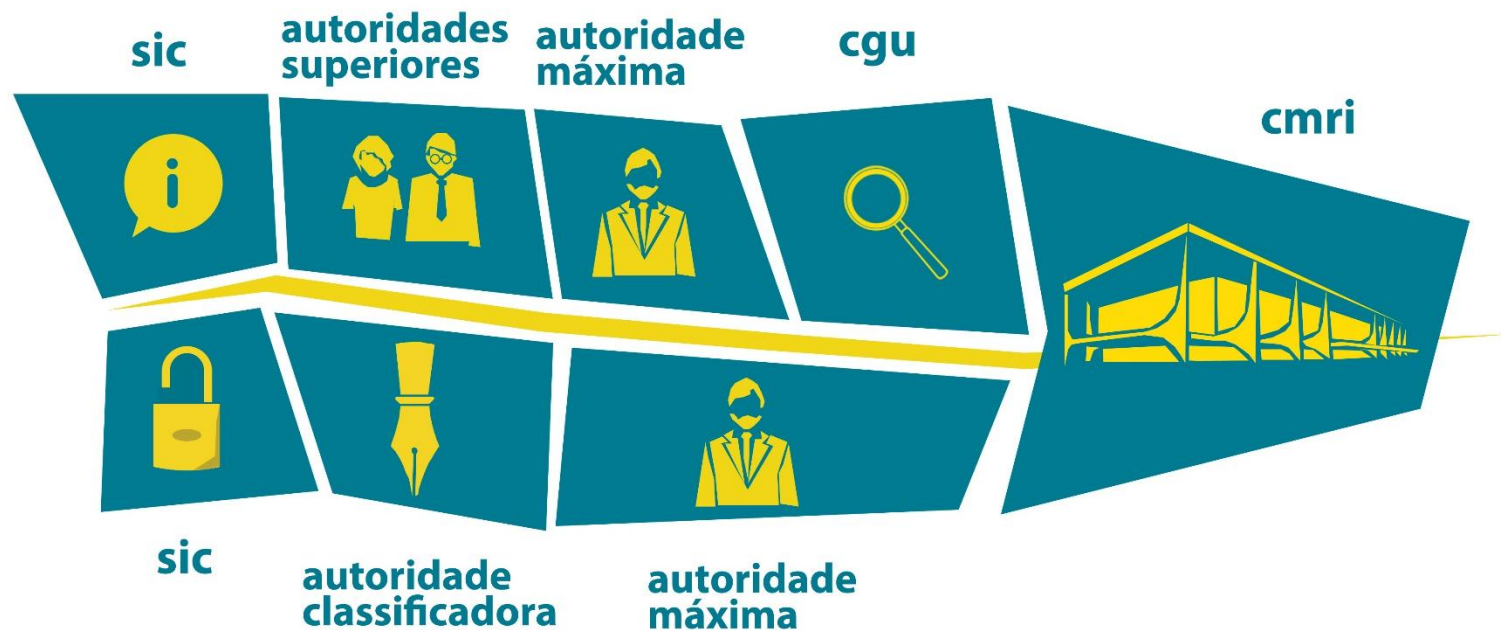 sic
autoridades
superiores
autoridade
máxima
cgu
cmri
sic
autoridade
classificadora
autoridade
máxima